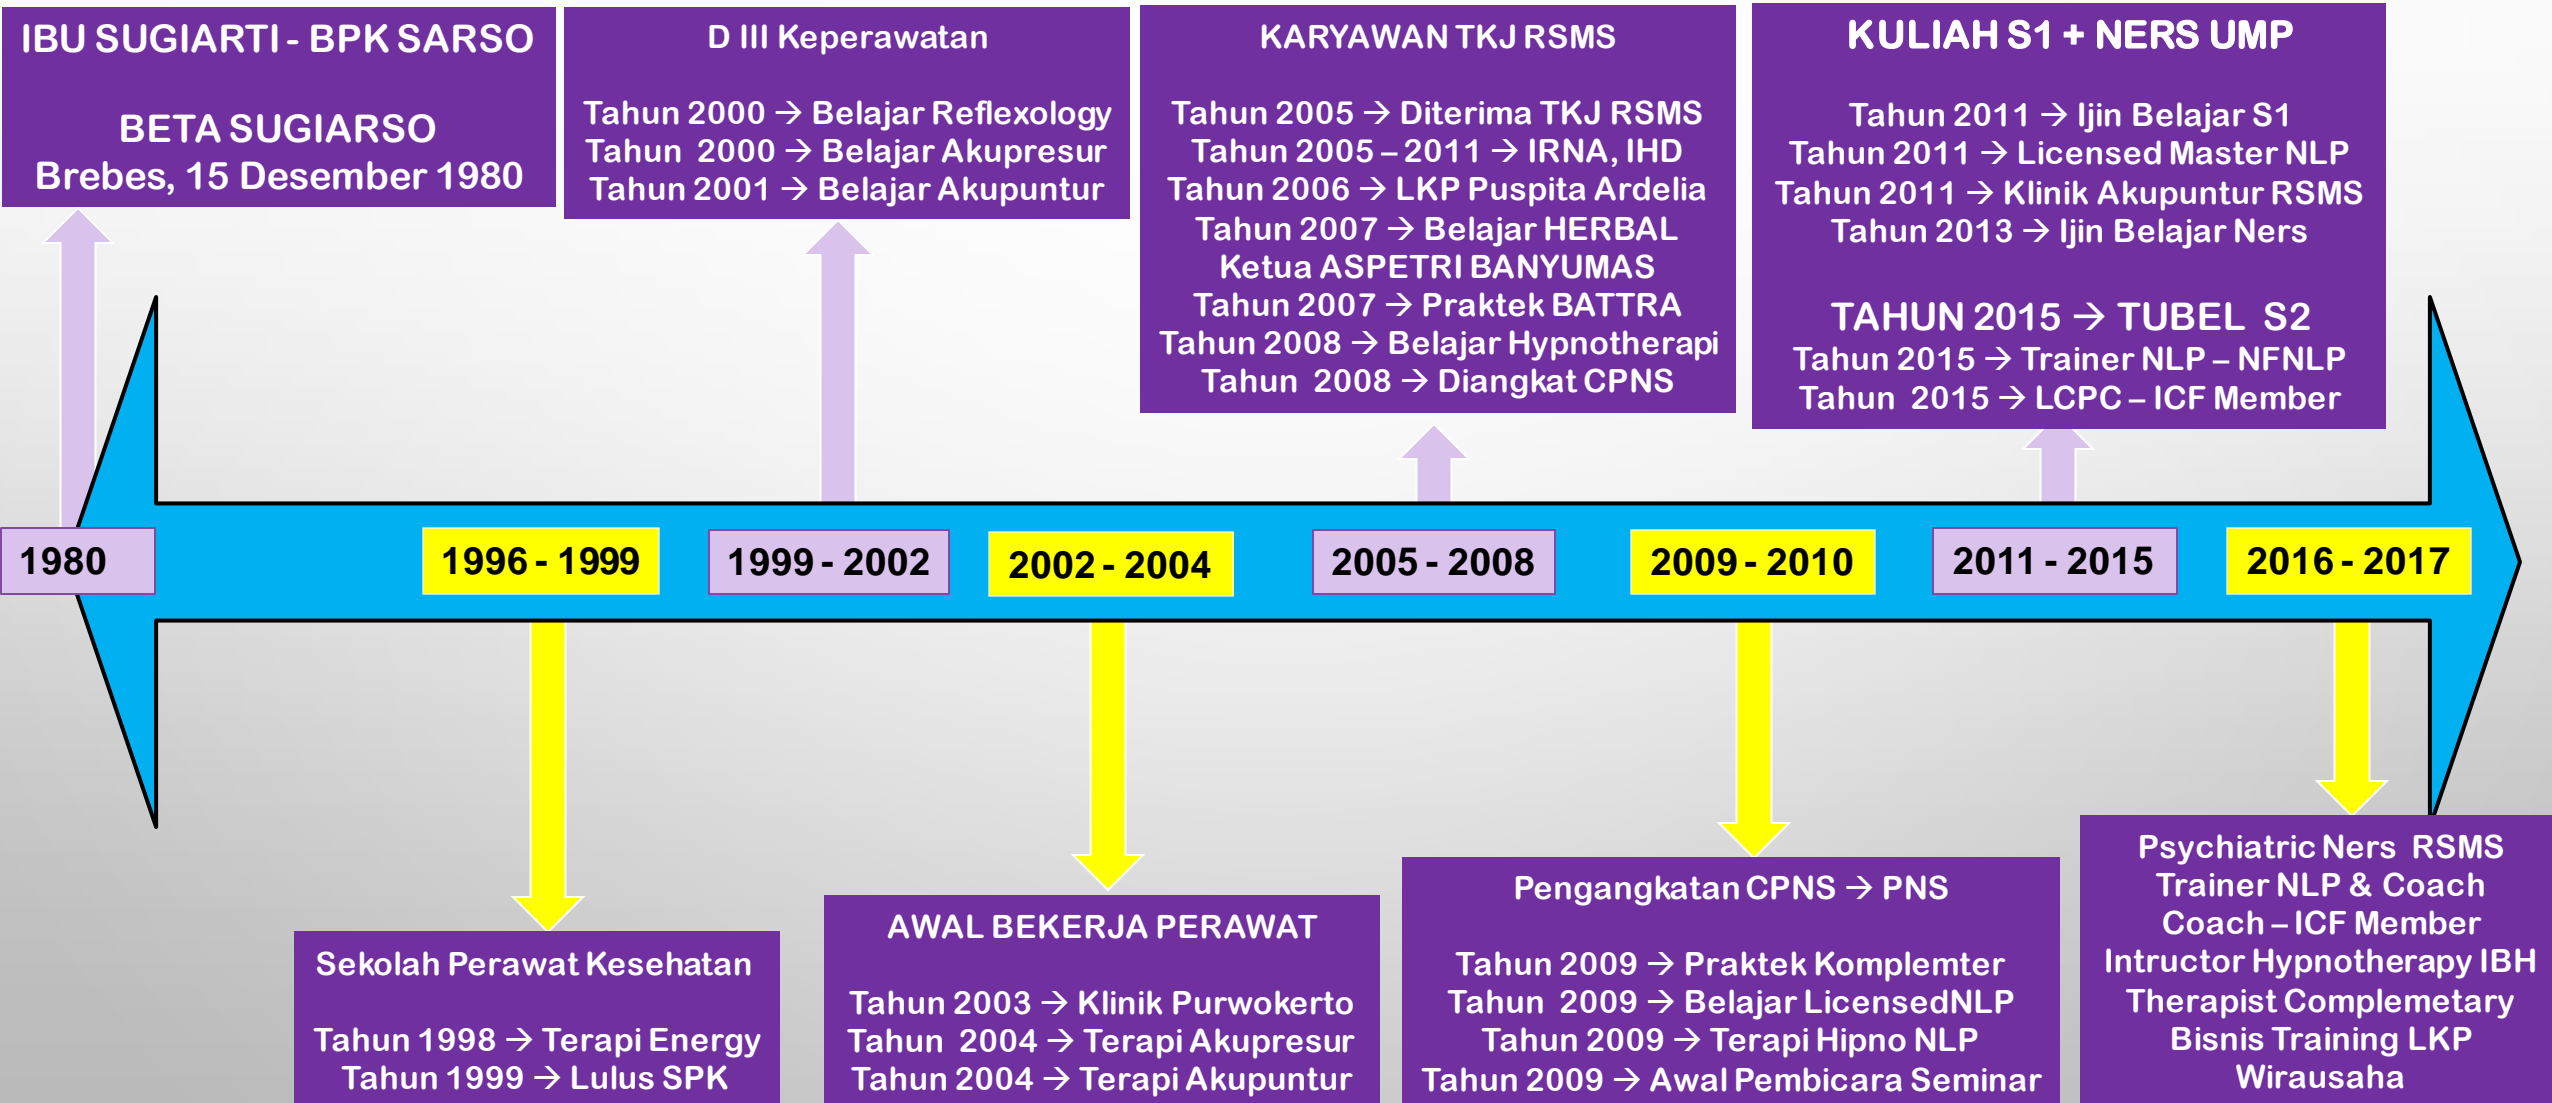 IBU SUGIARTI - BPK SARSO
BETA SUGIARSO
Brebes, 15 Desember 1980
D III Keperawatan
Tahun 2000 → Belajar Reflexology
Tahun 2000 → Belajar Akupresur
Tahun 2001 → Belajar Akupuntur
KARYAWAN TKJ RSMS
Tahun 2005 → Diterima TKJ RSMS
Tahun 2005 – 2011 → IRNA, IHD
Tahun 2006 → LKP Puspita Ardelia
Tahun 2007 → Belajar HERBAL
Ketua ASPETRI BANYUMAS
Tahun 2007 → Praktek BATTRA
Tahun 2008 → Belajar Hypnotherapi
Tahun 2008 → Diangkat CPNS
KULIAH S1 + NERS UMP
Tahun 2011 → Ijin Belajar S1
Tahun 2011 → Licensed Master NLP
Tahun 2011 → Klinik Akupuntur RSMS
Tahun 2013 → Ijin Belajar Ners
TAHUN 2015 → TUBEL S2
Tahun 2015 → Trainer NLP – NFNLP
Tahun 2015 → LCPC – ICF Member
1980
1996 - 1999
1999 - 2002
2002 - 2004
2005 - 2008
2009 - 2010
2011 - 2015
2016 - 2017
Sekolah Perawat Kesehatan
Tahun 1998 → Terapi Energy
Tahun 1999 → Lulus SPK
AWAL BEKERJA PERAWAT
Tahun 2003 → Klinik Purwokerto
Tahun 2004 → Terapi Akupresur
Tahun 2004 → Terapi Akupuntur
Pengangkatan CPNS → PNS
Tahun 2009 → Praktek Komplemter
Tahun 2009 → Belajar LicensedNLP
Tahun 2009 → Terapi Hipno NLP
Tahun 2009 → Awal Pembicara Seminar
Psychiatric Ners RSMS
Trainer NLP & Coach
Coach – ICF Member
Intructor Hypnotherapy IBH
Therapist Complemetary
Bisnis Training LKP
Wirausaha